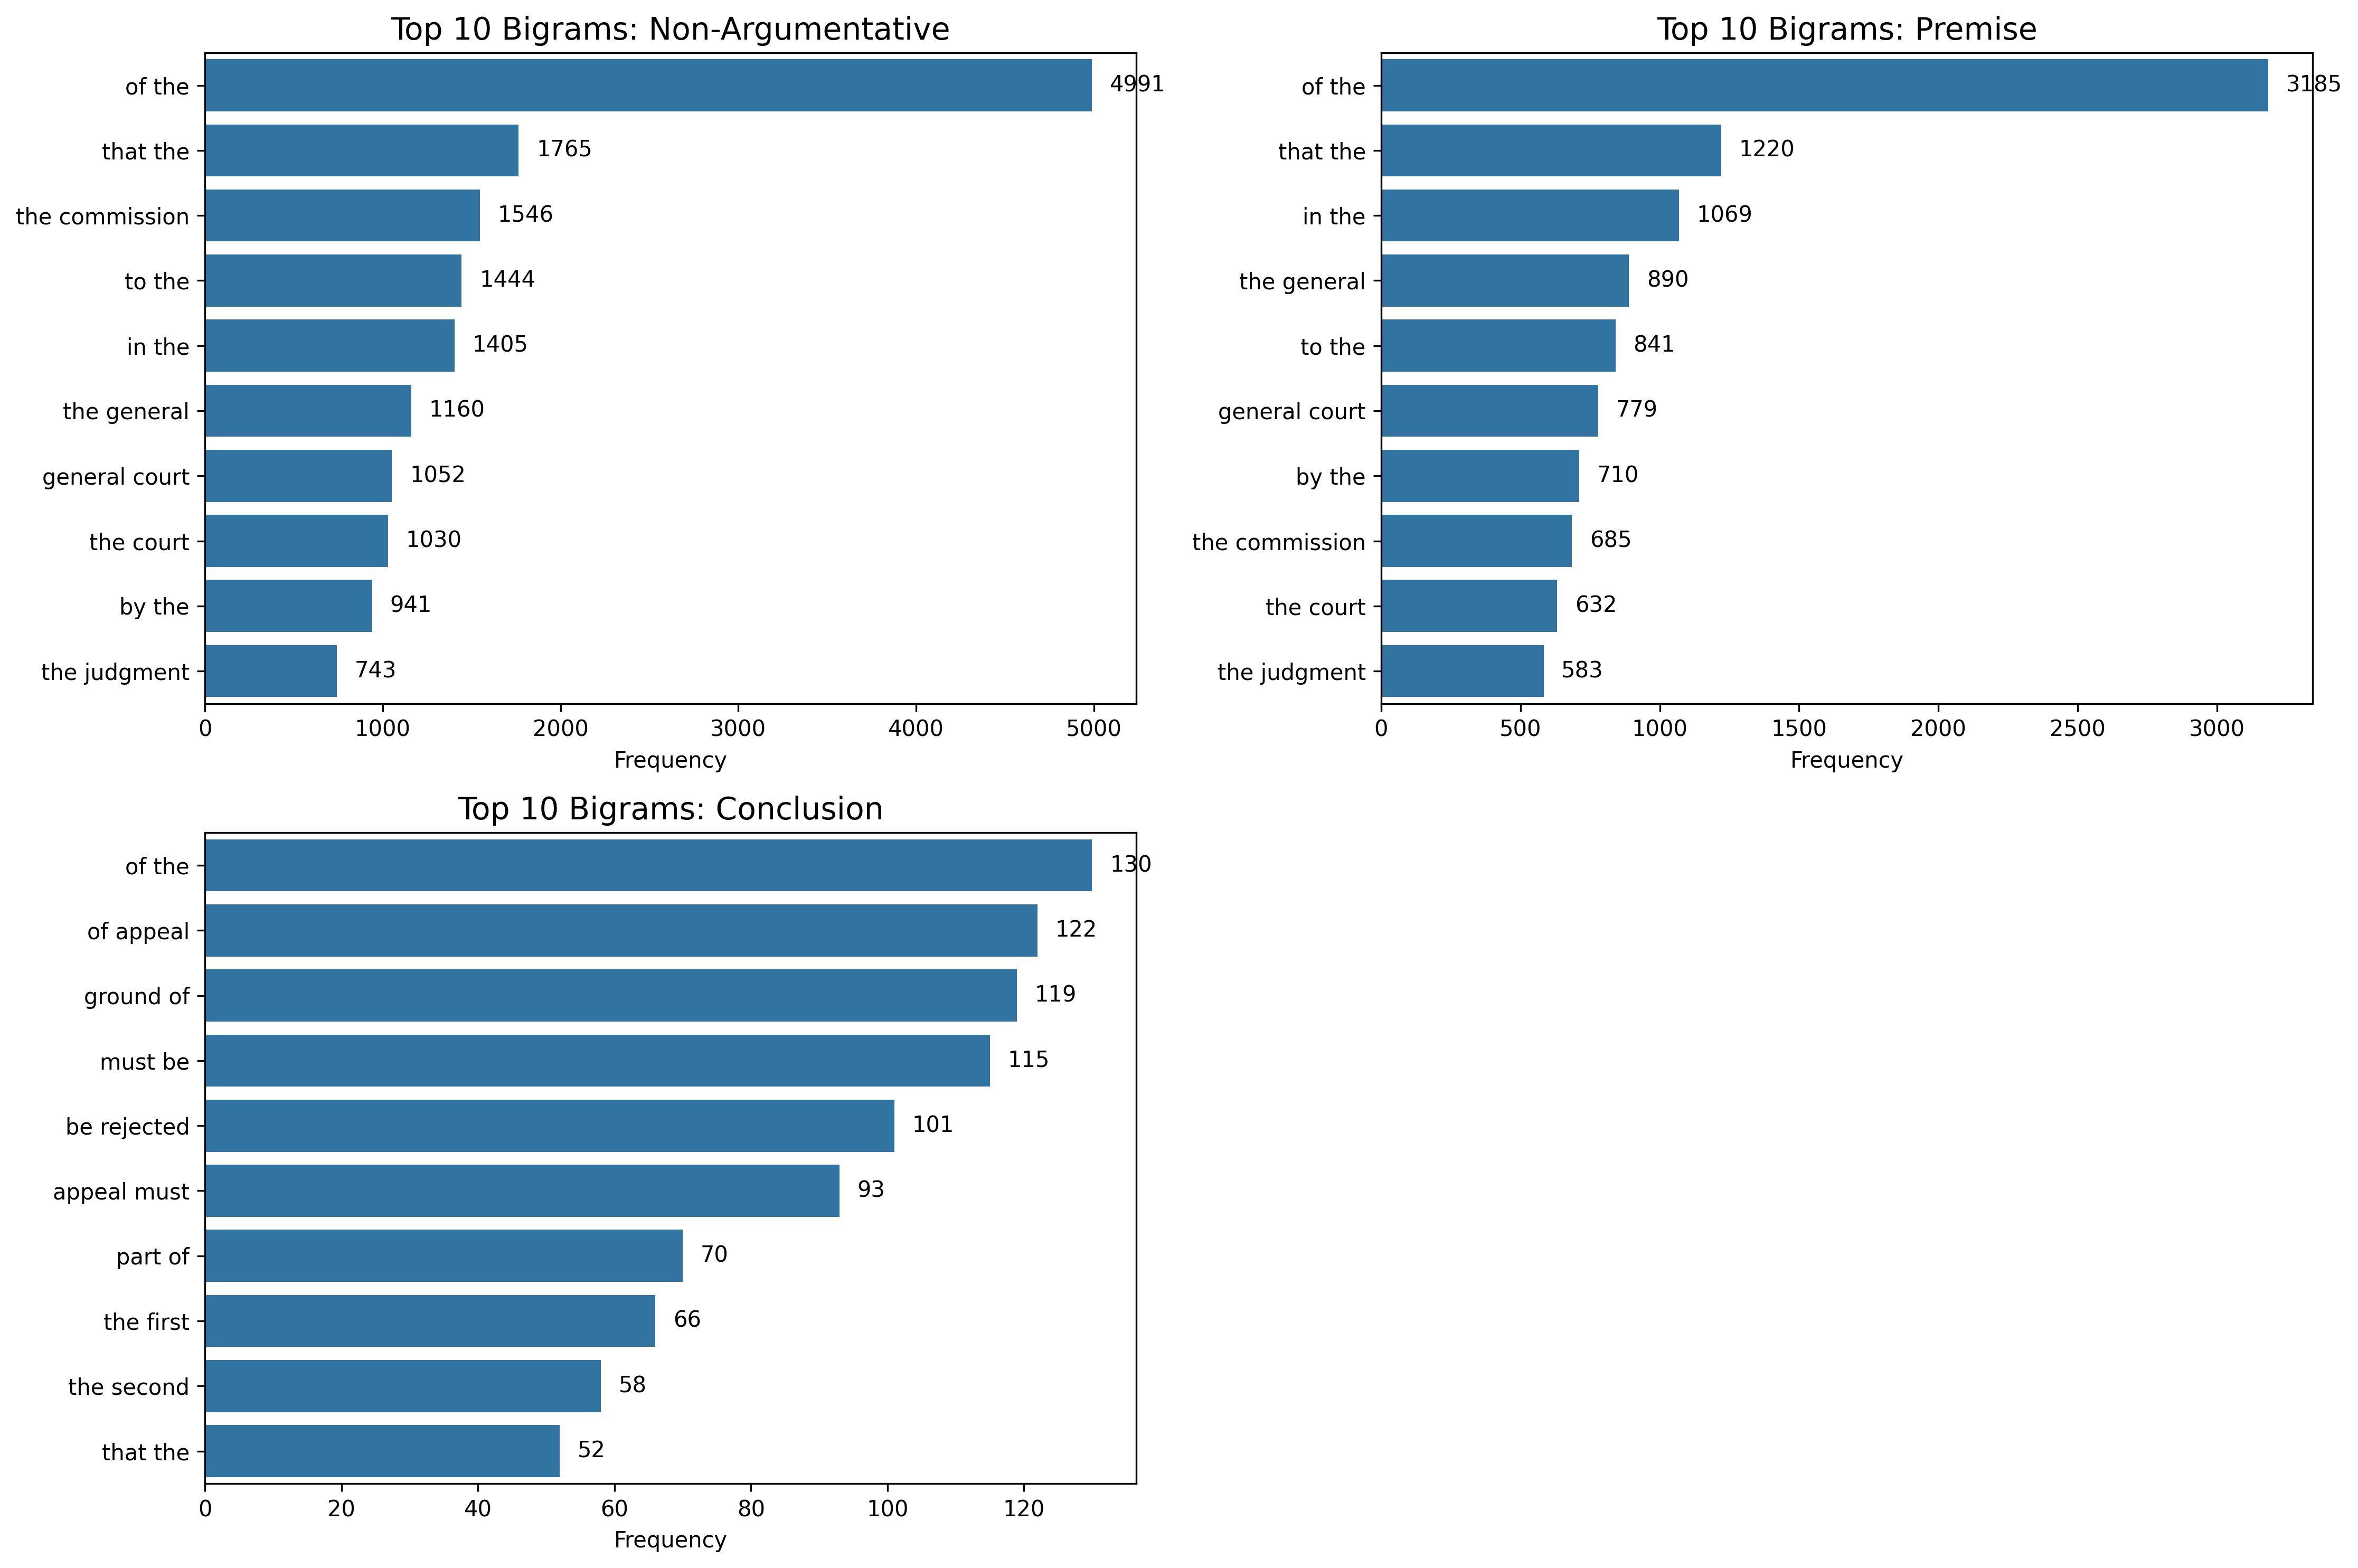 Top 10 Bigrams: Non-Argumentative
of the 4991
that the 1765
the commission 1546
to the 1444
in the 1405
the general 1160
general court 1052
the court 1030
by the 941
the judgment 743
0 1000 2000 3000 4000 5000
Frequency
Top 10 Bigrams: Premise
of the 3185
that the 1220
in the 1069
the general 890
to the 841
general court 779
by the 710
the commission 685
the court 632
the judgment 583
0 500 1000 1500 2000 2500 3000
Frequency
Top 10 Bigrams: Conclusion
of the 130
of appeal 122
ground of 119
must be 115
be rejected 101
appeal must 93
part of 70
the first 66
the second 58
that the 52
0 20 40 60 80 100 120
Frequency